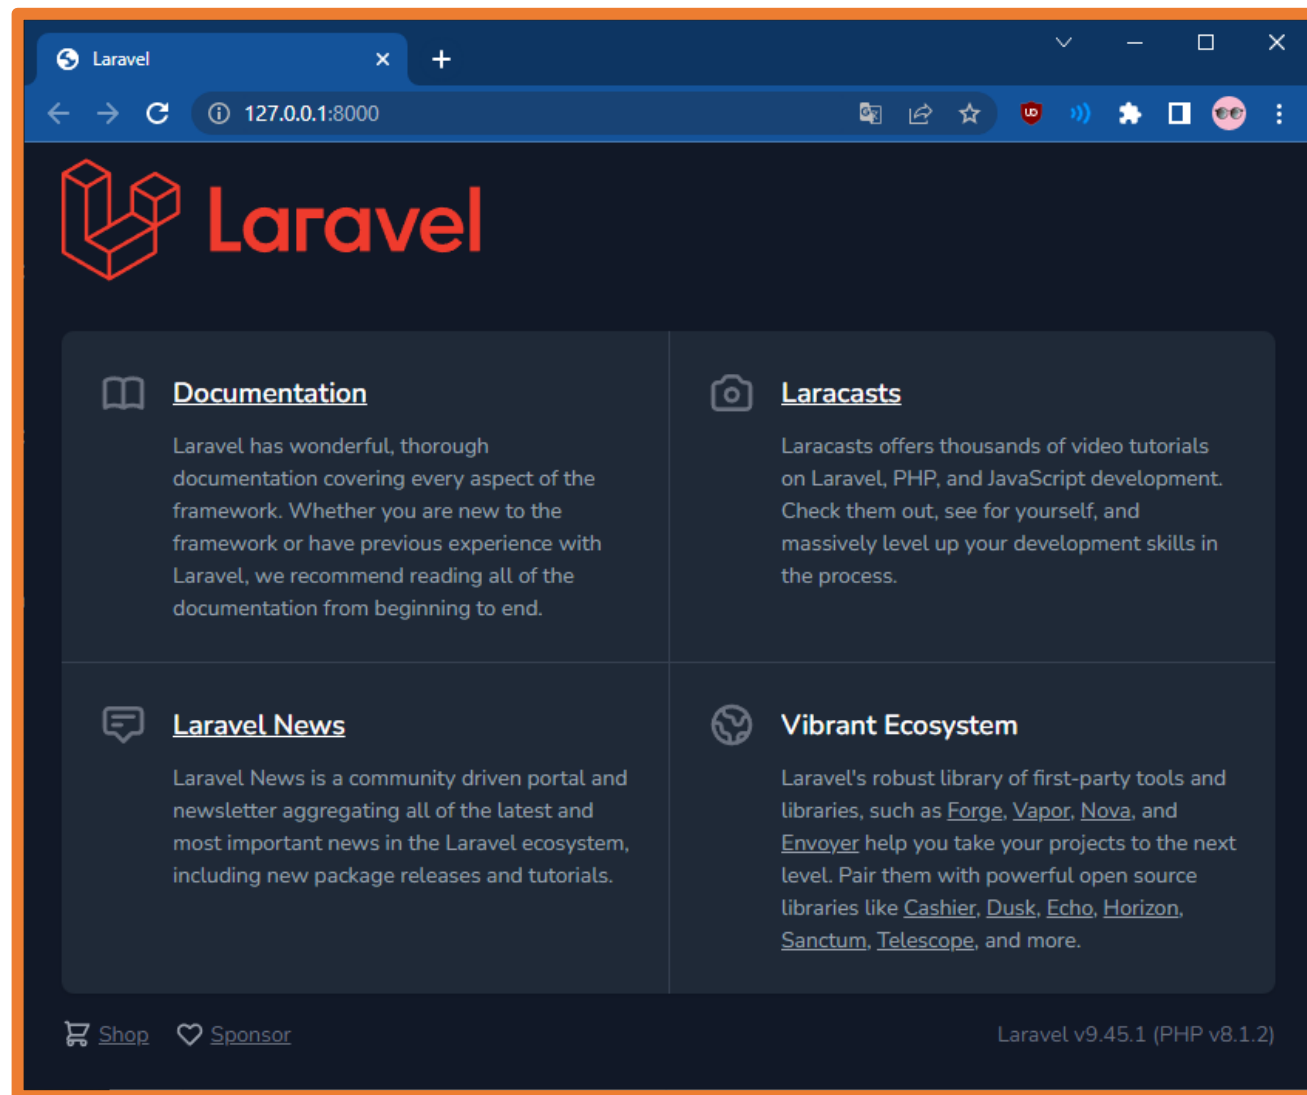 Laravel
127.0.0.1:8000
Laravel
Documentation
Laravel has wonderful, thorough
documentation covering every aspect of the
framework. Whether you are new to the
framework or have previous experience with
Laravel, we recommend reading all of the
documentation from beginning to end.
Laracasts
Laracasts offers thousands of video tutorials
on Laravel, PHP, and JavaScript development.
Check them out, see for yourself, and
massively level up your development skills in
the process.
Laravel News
Laravel News is a community driven portal and
newsletter aggregating all of the latest and
most important news in the Laravel ecosystem,
including new package releases and tutorials.
Vibrant Ecosystem
Laravel's robust library of first-party tools and
libraries, such as Forge, Vapor, Nova, and
Envoyer help you take your projects to the next
level. Pair them with powerful open source
libraries like Cashier, Dusk, Echo, Horizon,
Sanctum, Telescope, and more.
Shop
Sponsor
Laravel v9.45.1 (PHP v8.1.2)